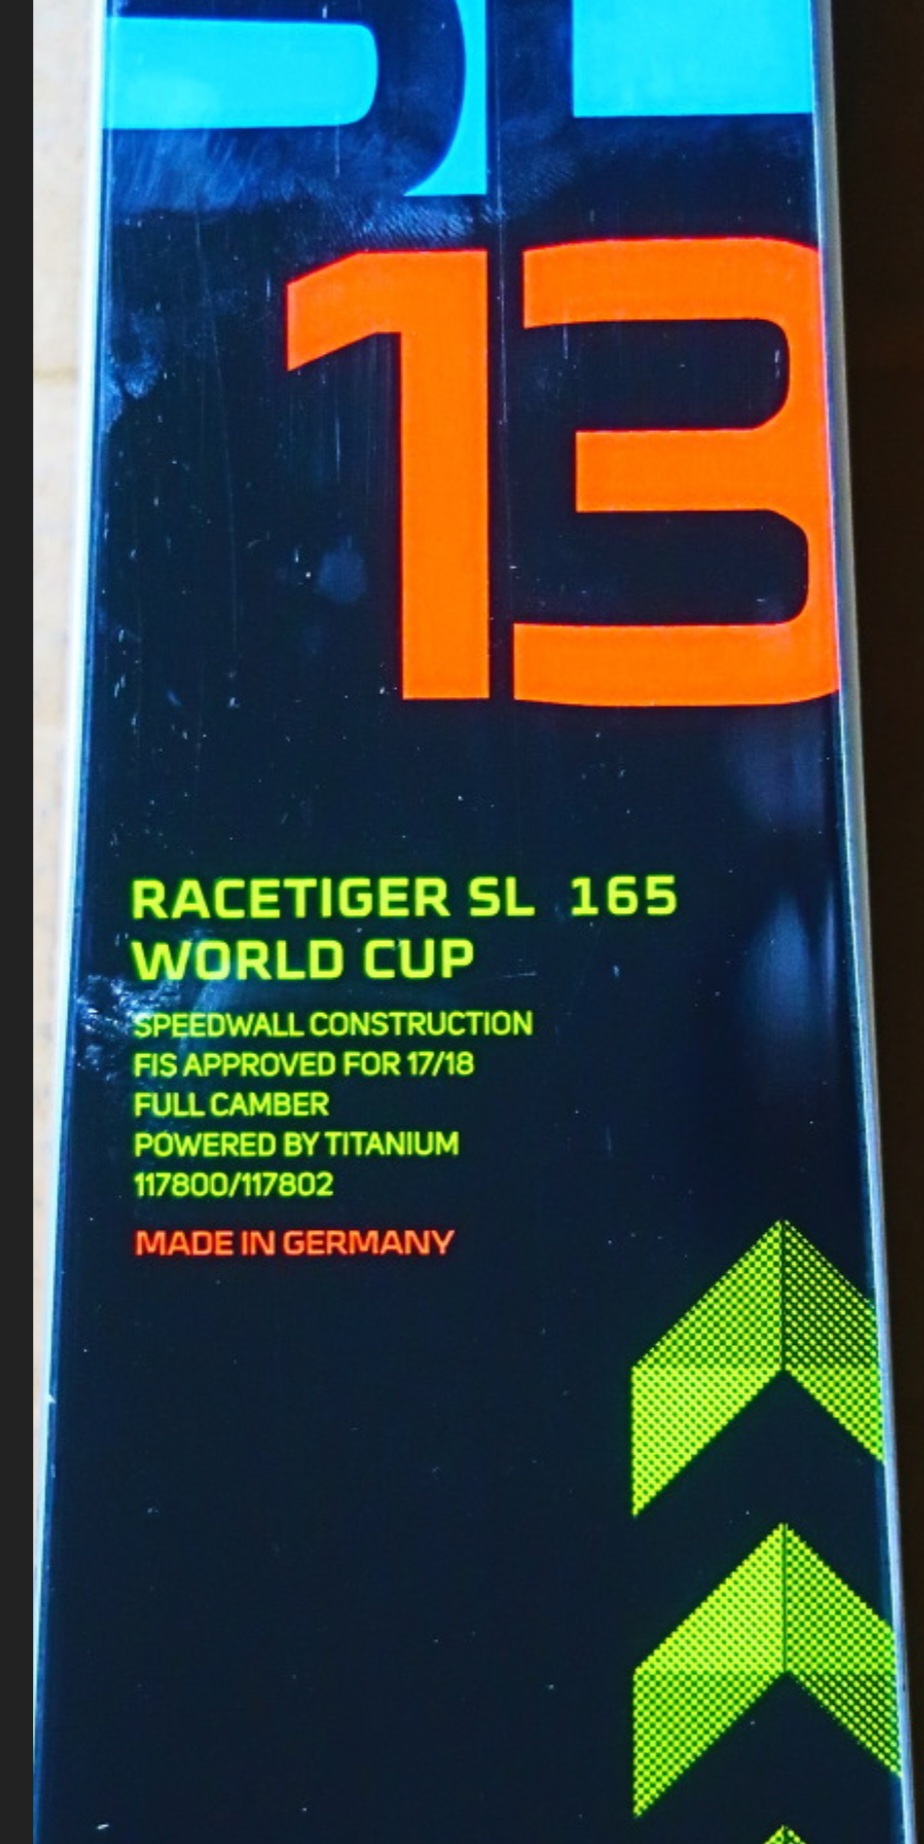 SL
13
RACETIGER SL 165
WORLD CUP
SPEEDWALL CONSTRUCTION
FIS APPROVED FOR 17/18
FULL CAMBER
POWERED BY TITANIUM
117800/117802
MADE IN GERMANY